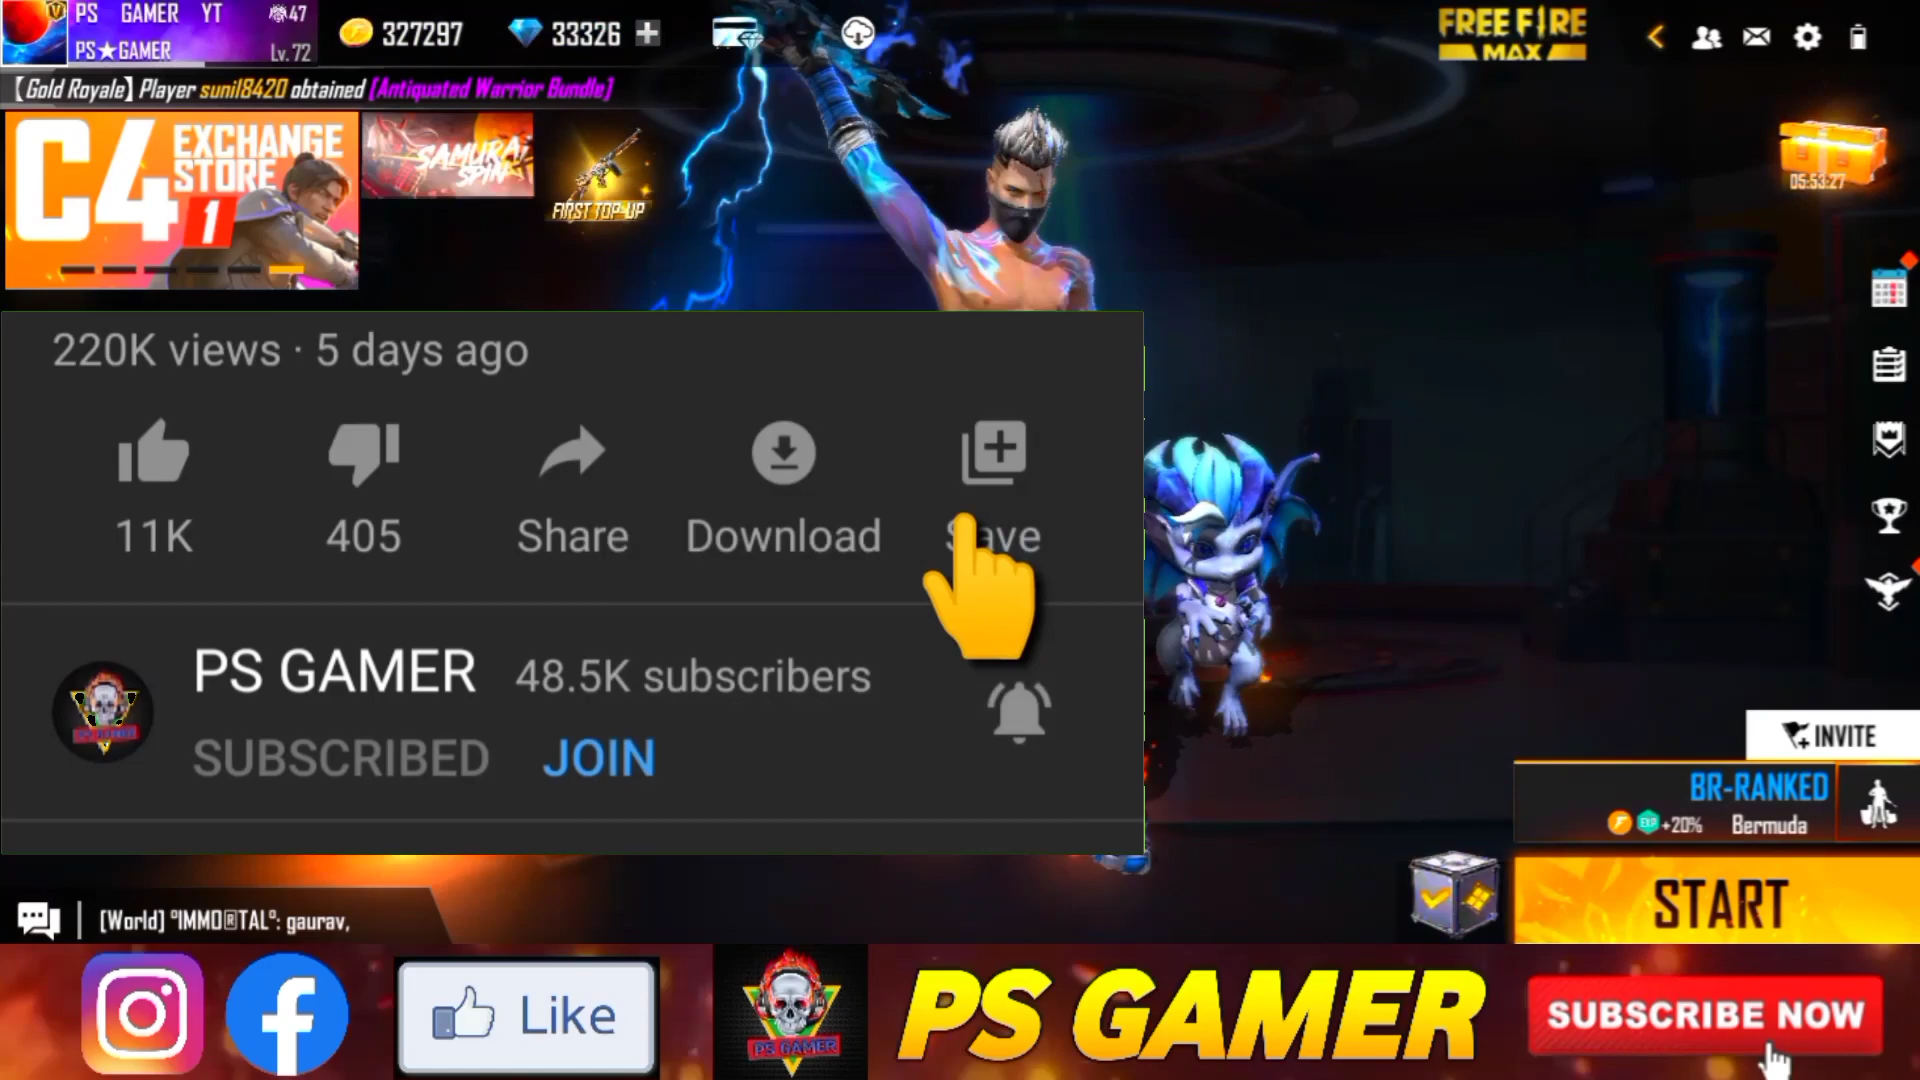 PS GAMER YT
47
PS★GAMER
Lv. 72
327297
33326
FREE FIRE
MAX
【Gold Royale】 Player sunil8420 obtained [Antiquated Warrior Bundle]
C4 EXCHANGE
STORE
1
SAMURAI
SPIN
FIRST TOP-UP
05:53:27
220K views · 5 days ago
11K
405
Share
Download
Save
PS GAMER
48.5K subscribers
SUBSCRIBED
JOIN
INVITE
BR-RANKED
EXP
+20%
Bermuda
START
[World] °IMMO🅁TAL°: gaurav,
Like
PS GAMER
PS GAMER
SUBSCRIBE NOW